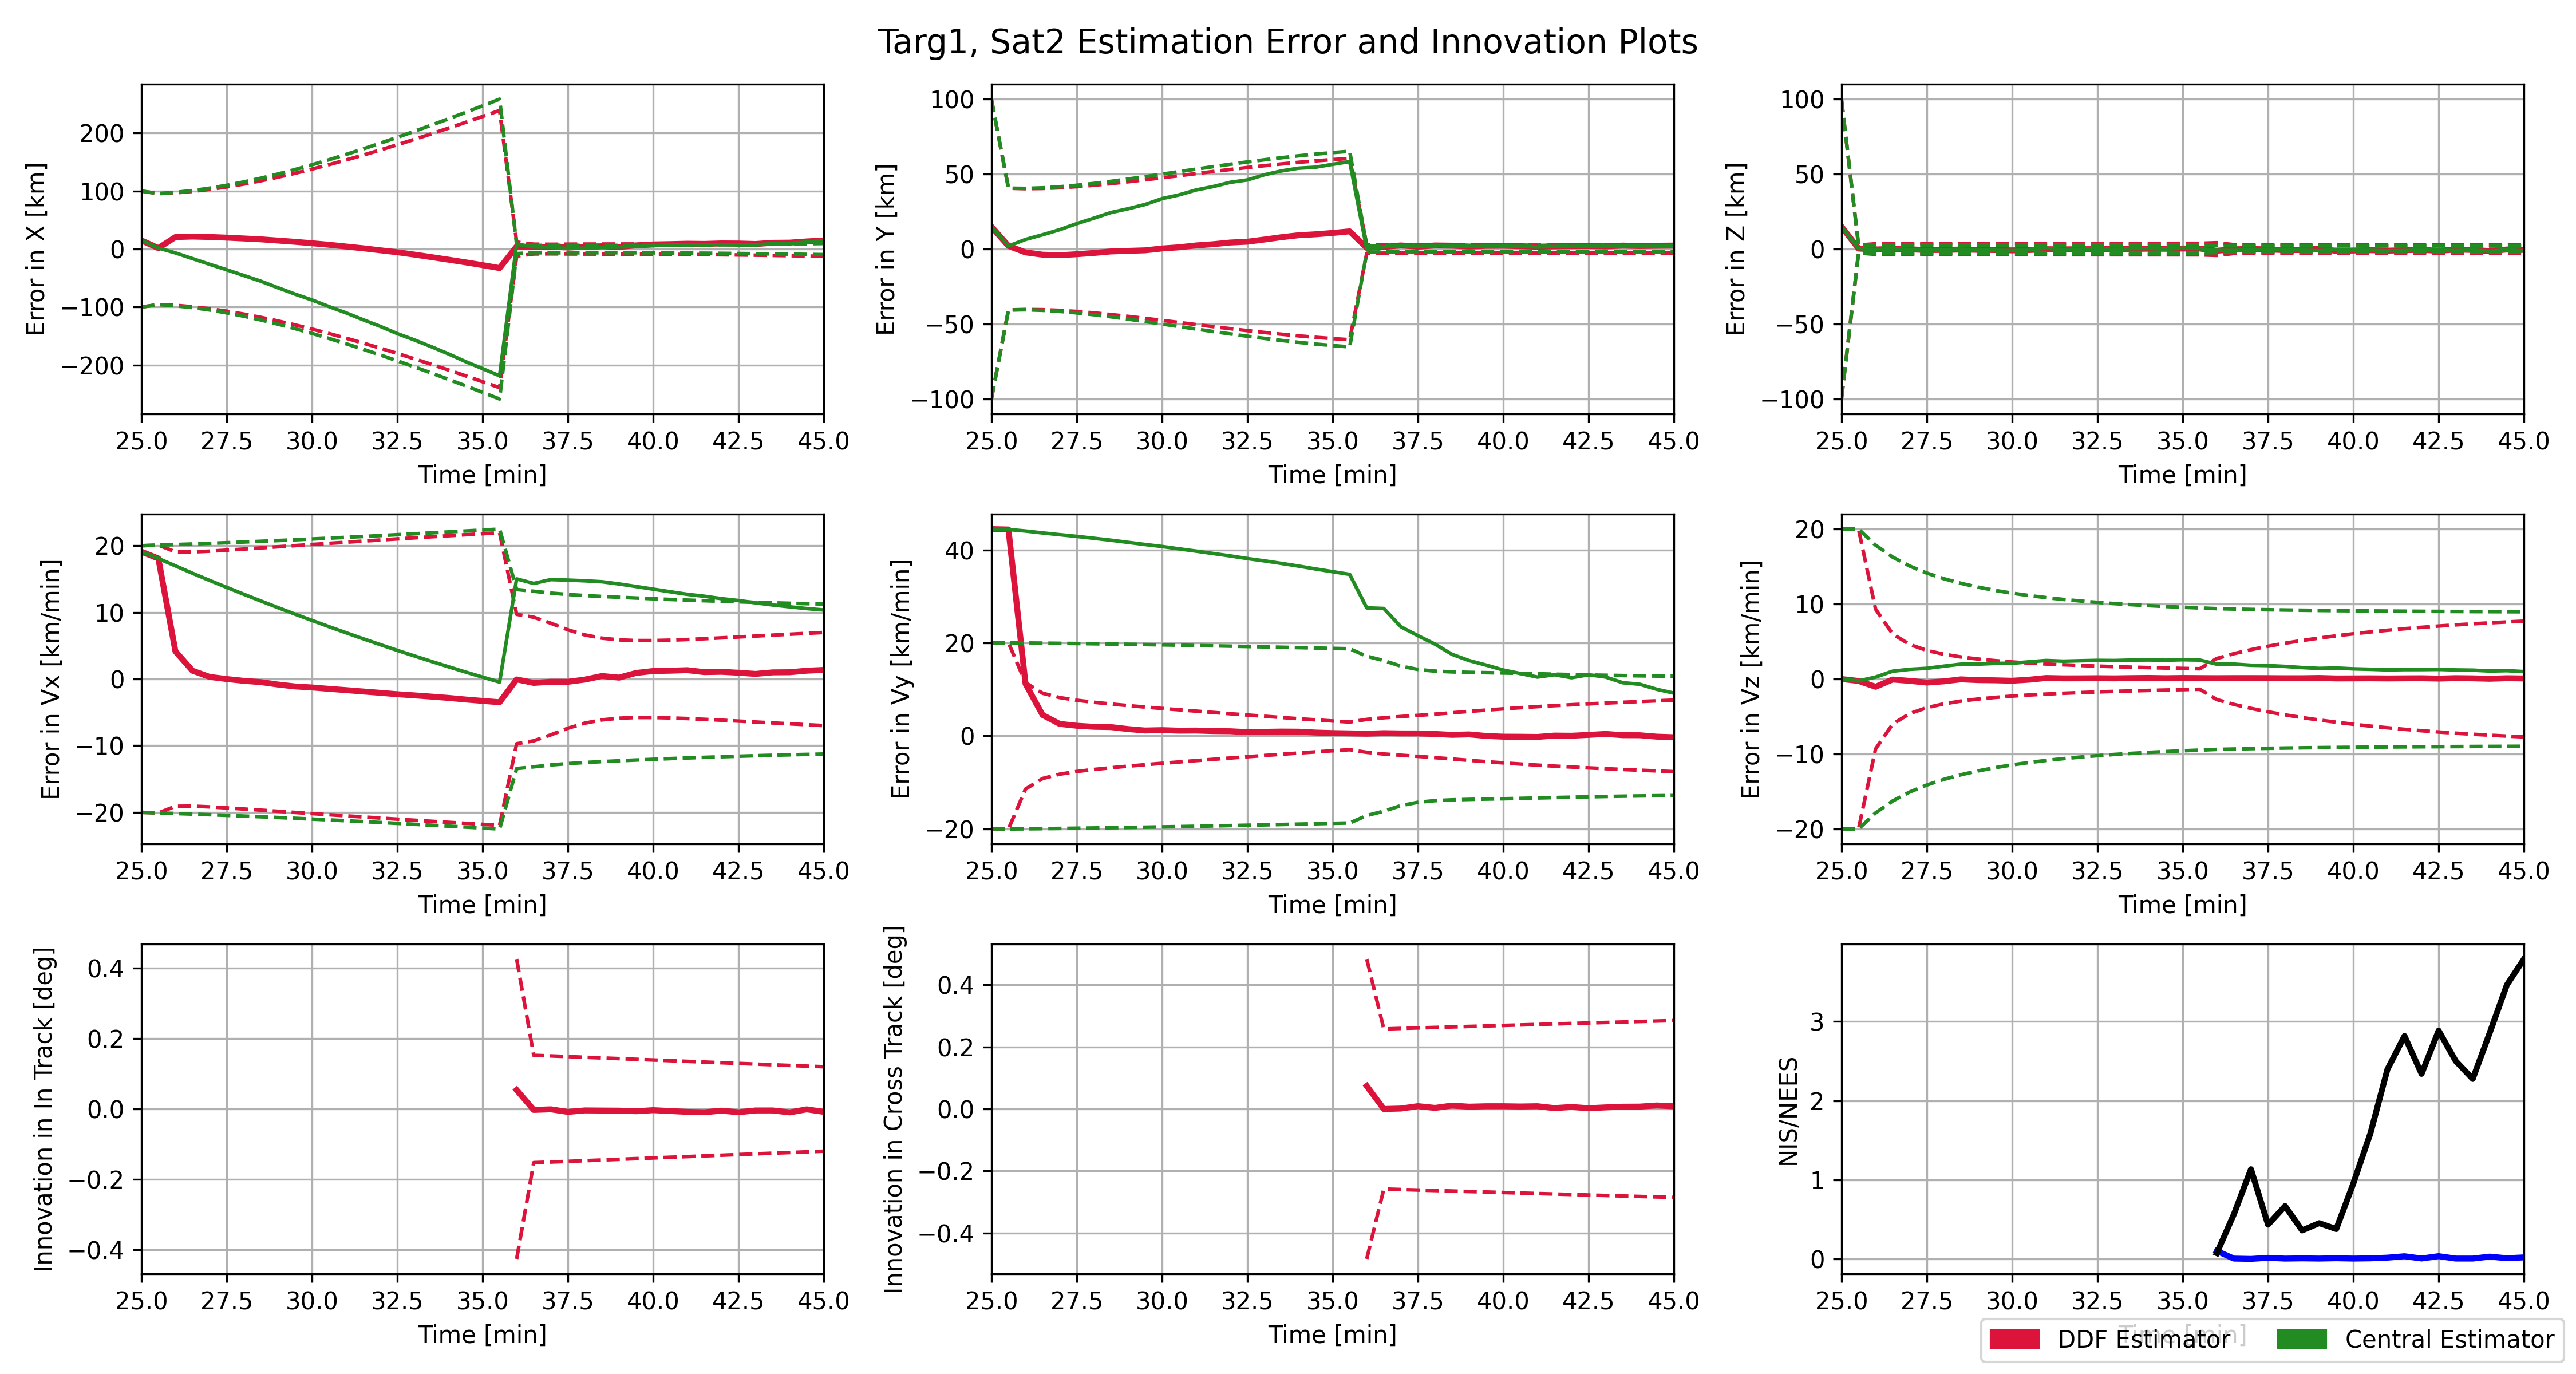 Targ1, Sat2 Estimation Error and Innovation Plots
Error in X [km]
200
100
0
−100
−200
25.0 27.5 30.0 32.5 35.0 37.5 40.0 42.5 45.0
Time [min]
Error in Y [km]
100
50
0
−50
−100
25.0 27.5 30.0 32.5 35.0 37.5 40.0 42.5 45.0
Time [min]
Error in Z [km]
100
50
0
−50
−100
25.0 27.5 30.0 32.5 35.0 37.5 40.0 42.5 45.0
Time [min]
Error in Vx [km/min]
20
10
0
−10
−20
25.0 27.5 30.0 32.5 35.0 37.5 40.0 42.5 45.0
Time [min]
Error in Vy [km/min]
40
20
0
−20
25.0 27.5 30.0 32.5 35.0 37.5 40.0 42.5 45.0
Time [min]
Error in Vz [km/min]
20
10
0
−10
−20
25.0 27.5 30.0 32.5 35.0 37.5 40.0 42.5 45.0
Time [min]
Innovation in In Track [deg]
0.4
0.2
0.0
−0.2
−0.4
25.0 27.5 30.0 32.5 35.0 37.5 40.0 42.5 45.0
Time [min]
Innovation in Cross Track [deg]
0.4
0.2
0.0
−0.2
−0.4
25.0 27.5 30.0 32.5 35.0 37.5 40.0 42.5 45.0
Time [min]
NIS/NEES
3
2
1
0
25.0 27.5 30.0 32.5 35.0 37.5 40.0 42.5 45.0
Time [min]
DDF Estimator
Central Estimator